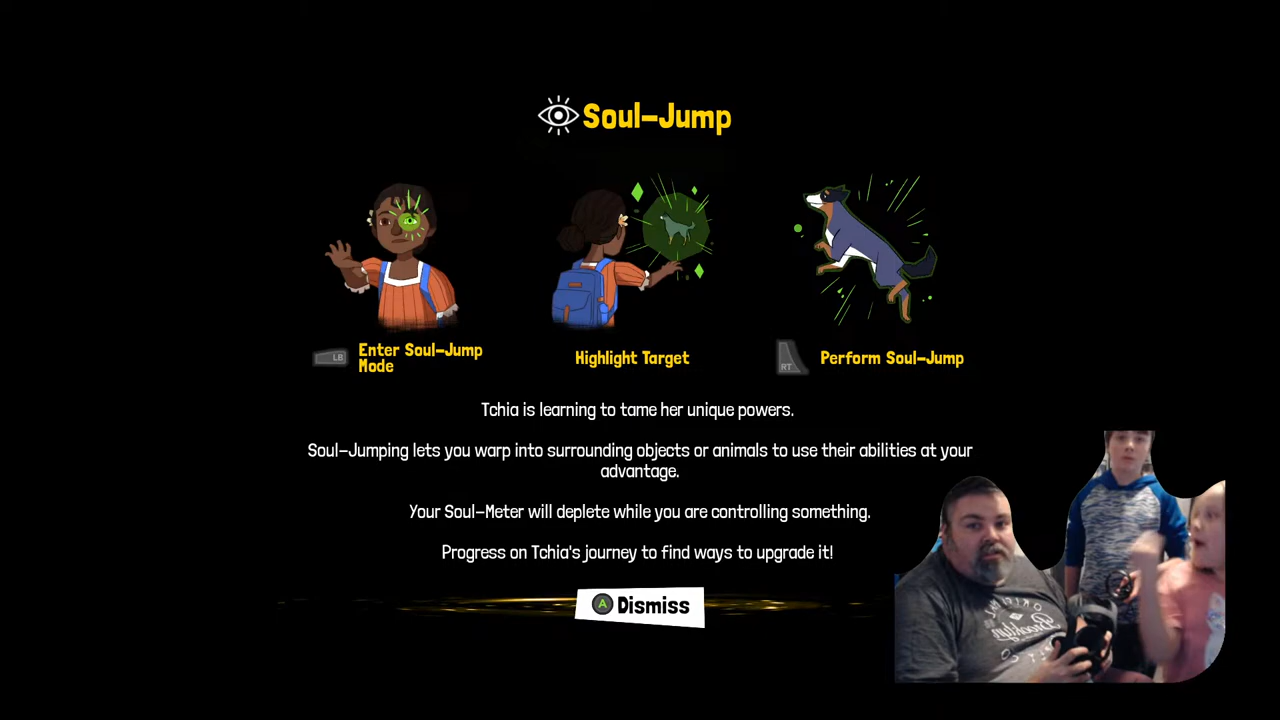 Soul-Jump
LB
Enter Soul-Jump
Mode
Highlight Target
RT
Perform Soul-Jump
Tchia is learning to tame her unique powers.
Soul-Jumping lets you warp into surrounding objects or animals to use their abilities at your
advantage.
Your Soul-Meter will deplete while you are controlling something.
Progress on Tchia's journey to find ways to upgrade it!
A Dismiss
Brooklyn